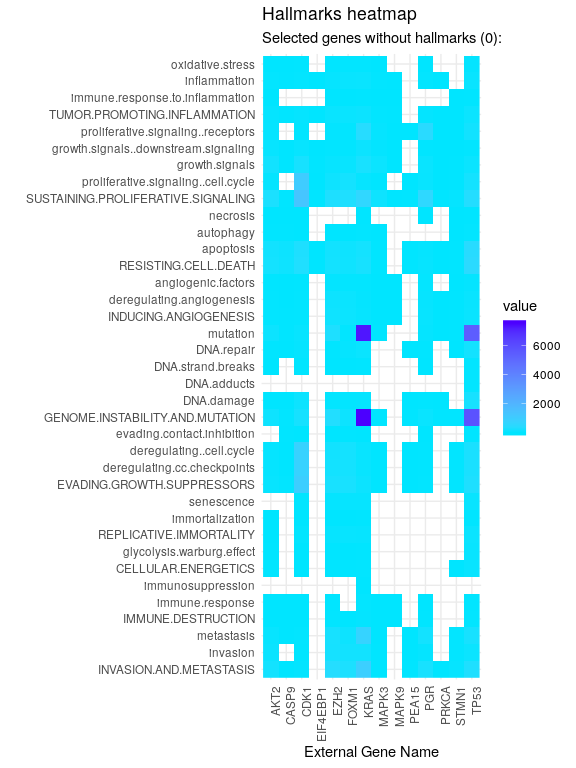 Hallmarks heatmap
Selected genes without hallmarks (0):
oxidative.stress
inflammation
immune.response.to.inflammation
TUMOR.PROMOTING.INFLAMMATION
proliferative.signaling..receptors
growth.signals..downstream.signaling
growth.signals
proliferative.signaling..cell.cycle
SUSTAINING.PROLIFERATIVE.SIGNALING
necrosis
autophagy
apoptosis
RESISTING.CELL.DEATH
angiogenic.factors
deregulating.angiogenesis
INDUCING.ANGIOGENESIS
mutation
DNA.repair
DNA.strand.breaks
DNA.adducts
DNA.damage
GENOME.INSTABILITY.AND.MUTATION
evading.contact.inhibition
deregulating..cell.cycle
deregulating.cc.checkpoints
EVADING.GROWTH.SUPPRESSORS
senescence
immortalization
REPLICATIVE.IMMORTALITY
glycolysis.warburg.effect
CELLULAR.ENERGETICS
immunosuppression
immune.response
IMMUNE.DESTRUCTION
metastasis
invasion
INVASION.AND.METASTASIS
AKT2
CASP9
CDK1
EIF4EBP1
EZH2
FOXM1
KRAS
MAPK3
MAPK9
PEA15
PGR
PRKCA
STMN1
TP53
External Gene Name
value
6000
4000
2000